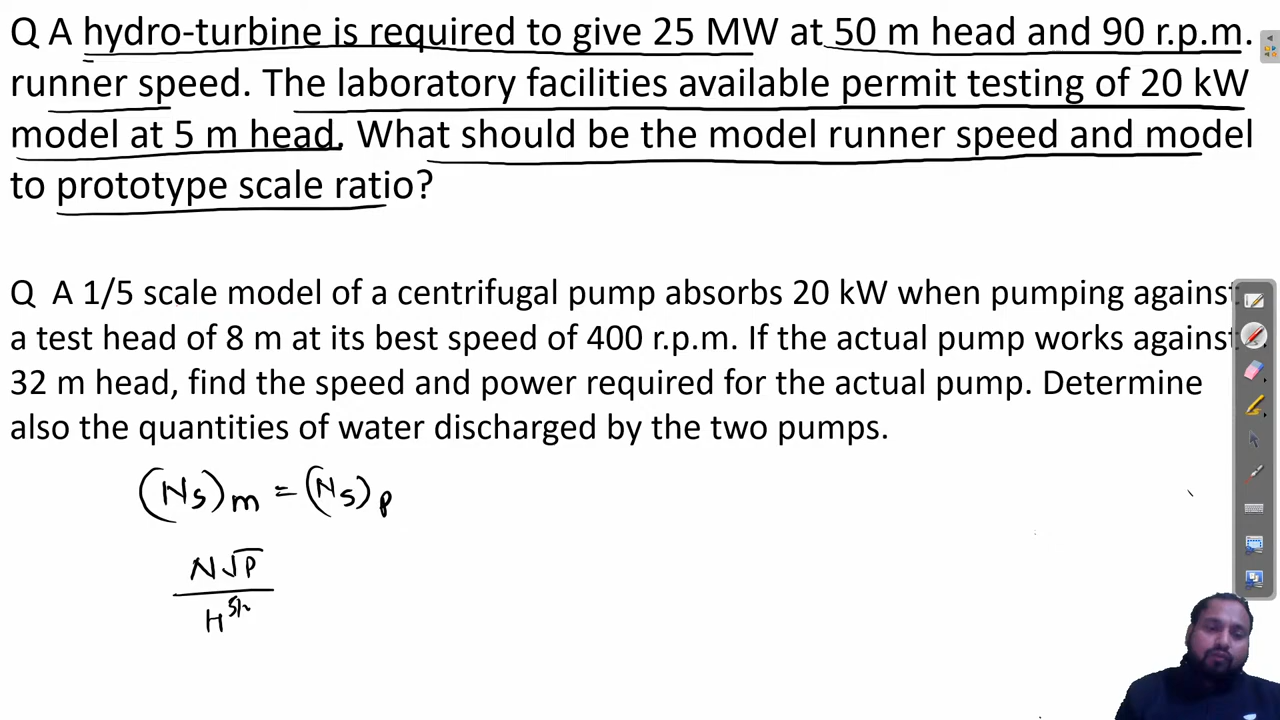 Q A hydro-turbine is required to give 25 MW at 50 m head and 90 r.p.m.
runner speed. The laboratory facilities available permit testing of 20 kW
model at 5 m head. What should be the model runner speed and model
to prototype scale ratio?
Q A 1/5 scale model of a centrifugal pump absorbs 20 kW when pumping against
a test head of 8 m at its best speed of 400 r.p.m. If the actual pump works against
32 m head, find the speed and power required for the actual pump. Determine
also the quantities of water discharged by the two pumps.
(Ns)m = (Ns)p
N√P
H